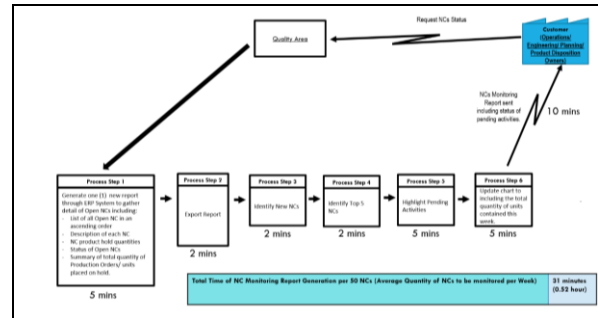 Request NCs Status
Quality Area
Customer
(Operations/
Engineering/Planning/
Product Disposition
Owners)
NCs Monitoring
Report sent
including status of
pending activities.
10 mins
Process Step 1
Generate one (1) new report
through ERP System to gather
detail of Open NCs including:
- List of all Open NC in an
ascending order
- Description of each NC
- NC product hold quantities
- Status of Open NCs
- Summary of total quantity of
Production Orders/ units
placed on hold.
5 mins
Process Step 2
Export Report
2 mins
Process Step 3
Identify New NCs
2 mins
Process Step 4
Identify Top 5
NCs
2 mins
Process Step 5
Highlight Pending
Activities
5 mins
Process Step 6
Update chart to
including the total
quantity of units
contained this
week.
5 mins
Total Time of NC Monitoring Report Generation per 50 NCs (Average Quantity of NCs to be monitored per Week)
31 minutes
(0.52 hour)